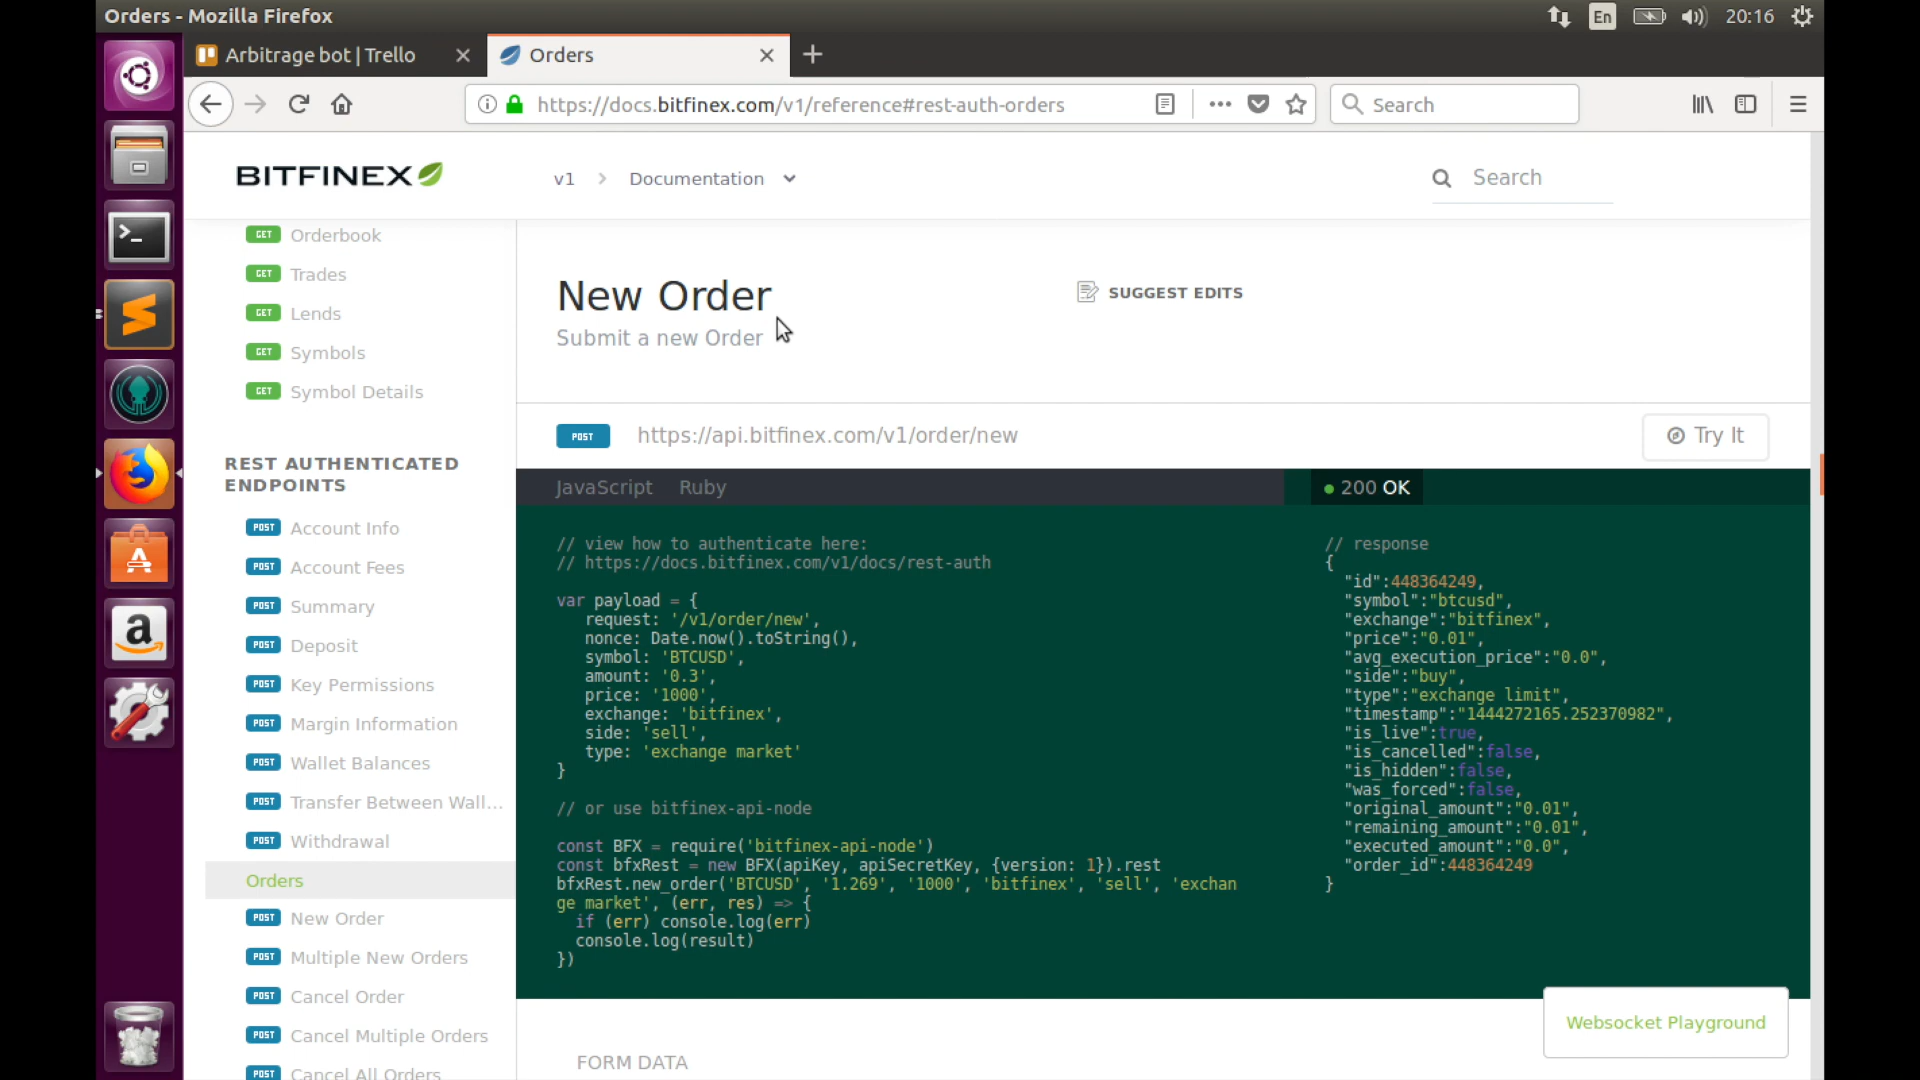 Orders - Mozilla Firefox
En
20:16
Arbitrage bot | Trello
Orders
https://docs.bitfinex.com/v1/reference#rest-auth-orders
Search
BITFINEX
v1
Documentation
Search
GET Orderbook
GET Trades
GET Lends
GET Symbols
GET Symbol Details
REST AUTHENTICATED
ENDPOINTS
POST Account Info
POST Account Fees
POST Summary
POST Deposit
POST Key Permissions
POST Margin Information
POST Wallet Balances
POST Transfer Between Wall...
POST Withdrawal
Orders
POST New Order
POST Multiple New Orders
POST Cancel Order
POST Cancel Multiple Orders
POST Cancel All Orders
New Order
SUGGEST EDITS
Submit a new Order
POST https://api.bitfinex.com/v1/order/new
Try It
JavaScript Ruby
200 OK
// view how to authenticate here:
// https://docs.bitfinex.com/v1/docs/rest-auth
var payload = {
request: '/v1/order/new',
nonce: Date.now().toString(),
symbol: 'BTCUSD',
amount: '0.3',
price: '1000',
exchange: 'bitfinex',
side: 'sell',
type: 'exchange market'
}
// or use bitfinex-api-node
const BFX = require('bitfinex-api-node')
const bfxRest = new BFX(apiKey, apiSecretKey, {version: 1}).rest
bfxRest.new_order('BTCUSD', '1.269', '1000', 'bitfinex', 'sell', 'exchan
ge market', (err, res) => {
if (err) console.log(err)
console.log(result)
})
// response
{
"id":448364249,
"symbol":"btcusd",
"exchange":"bitfinex",
"price":"0.01",
"avg_execution_price":"0.0",
"side":"buy",
"type":"exchange limit",
"timestamp":"1444272165.252370982",
"is_live":true,
"is_cancelled":false,
"is_hidden":false,
"was_forced":false,
"original_amount":"0.01",
"remaining_amount":"0.01",
"executed_amount":"0.0",
"order_id":448364249
}
Websocket Playground
FORM DATA